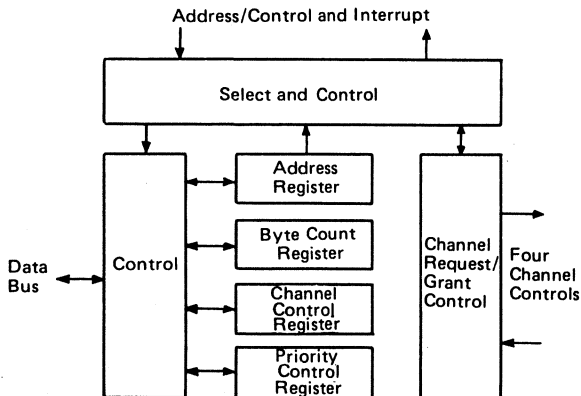 Address/Control and Interrupt
Select and Control
Address
Register
Byte Count
Register
Channel
Control
Register
Priority
Control
Register
Control
Data
Bus
Channel
Request/
Grant
Control
Four
Channel
Controls